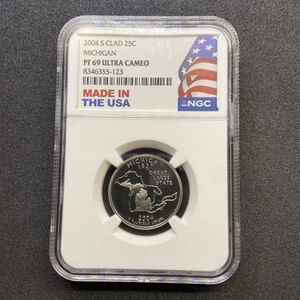 2004 S CLAD 25C
MICHIGAN
PF 69 ULTRA CAMEO
8346355-123
MADE IN
THE USA
NGC
MICHIGAN
GREAT
LAKES
STATE
2004